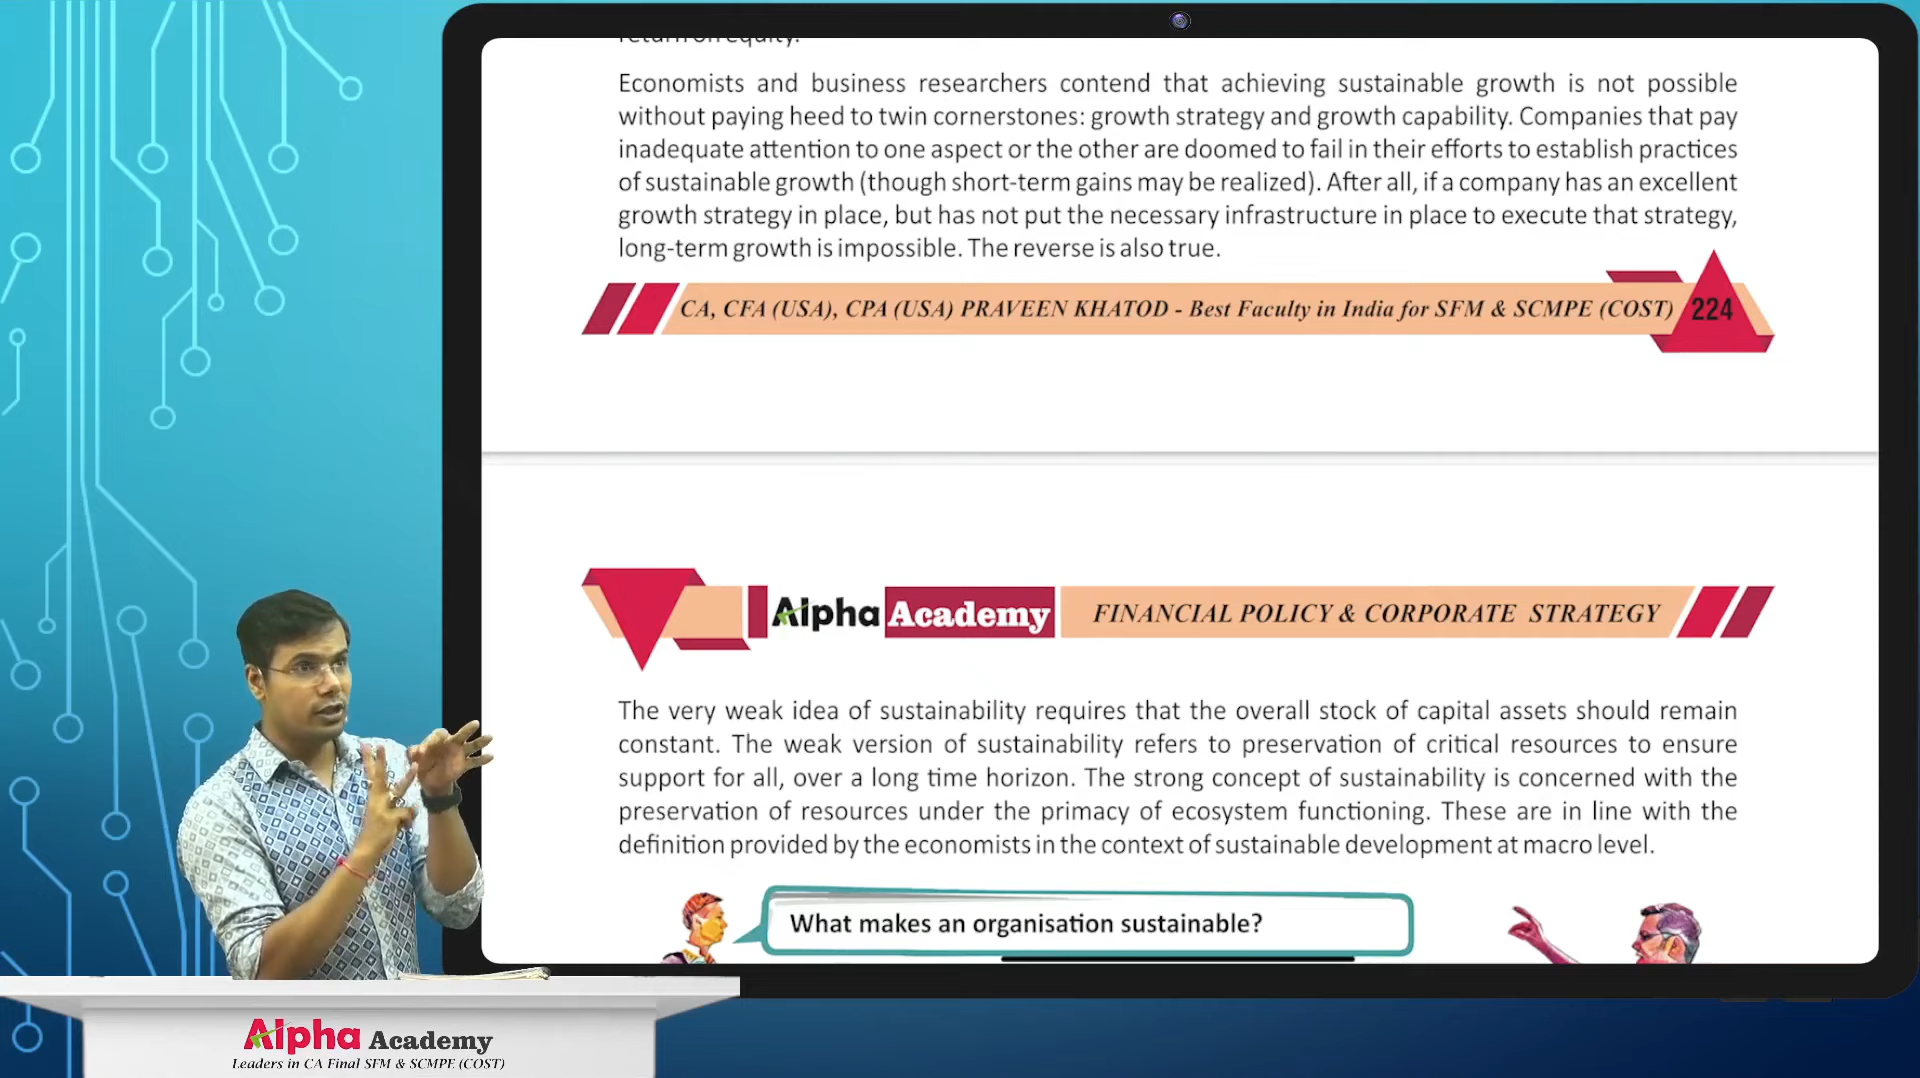 return on equity.
Economists and business researchers contend that achieving sustainable growth is not possible
without paying heed to twin cornerstones: growth strategy and growth capability. Companies that pay
inadequate attention to one aspect or the other are doomed to fail in their efforts to establish practices
of sustainable growth (though short-term gains may be realized). After all, if a company has an excellent
growth strategy in place, but has not put the necessary infrastructure in place to execute that strategy,
long-term growth is impossible. The reverse is also true.
CA, CFA (USA), CPA (USA) PRAVEEN KHATOD - Best Faculty in India for SFM & SCMPE (COST)
224
Alpha Academy
FINANCIAL POLICY & CORPORATE STRATEGY
The very weak idea of sustainability requires that the overall stock of capital assets should remain
constant. The weak version of sustainability refers to preservation of critical resources to ensure
support for all, over a long time horizon. The strong concept of sustainability is concerned with the
preservation of resources under the primacy of ecosystem functioning. These are in line with the
definition provided by the economists in the context of sustainable development at macro level.
What makes an organisation sustainable?
Alpha Academy
Leaders in CA Final SFM & SCMPE (COST)